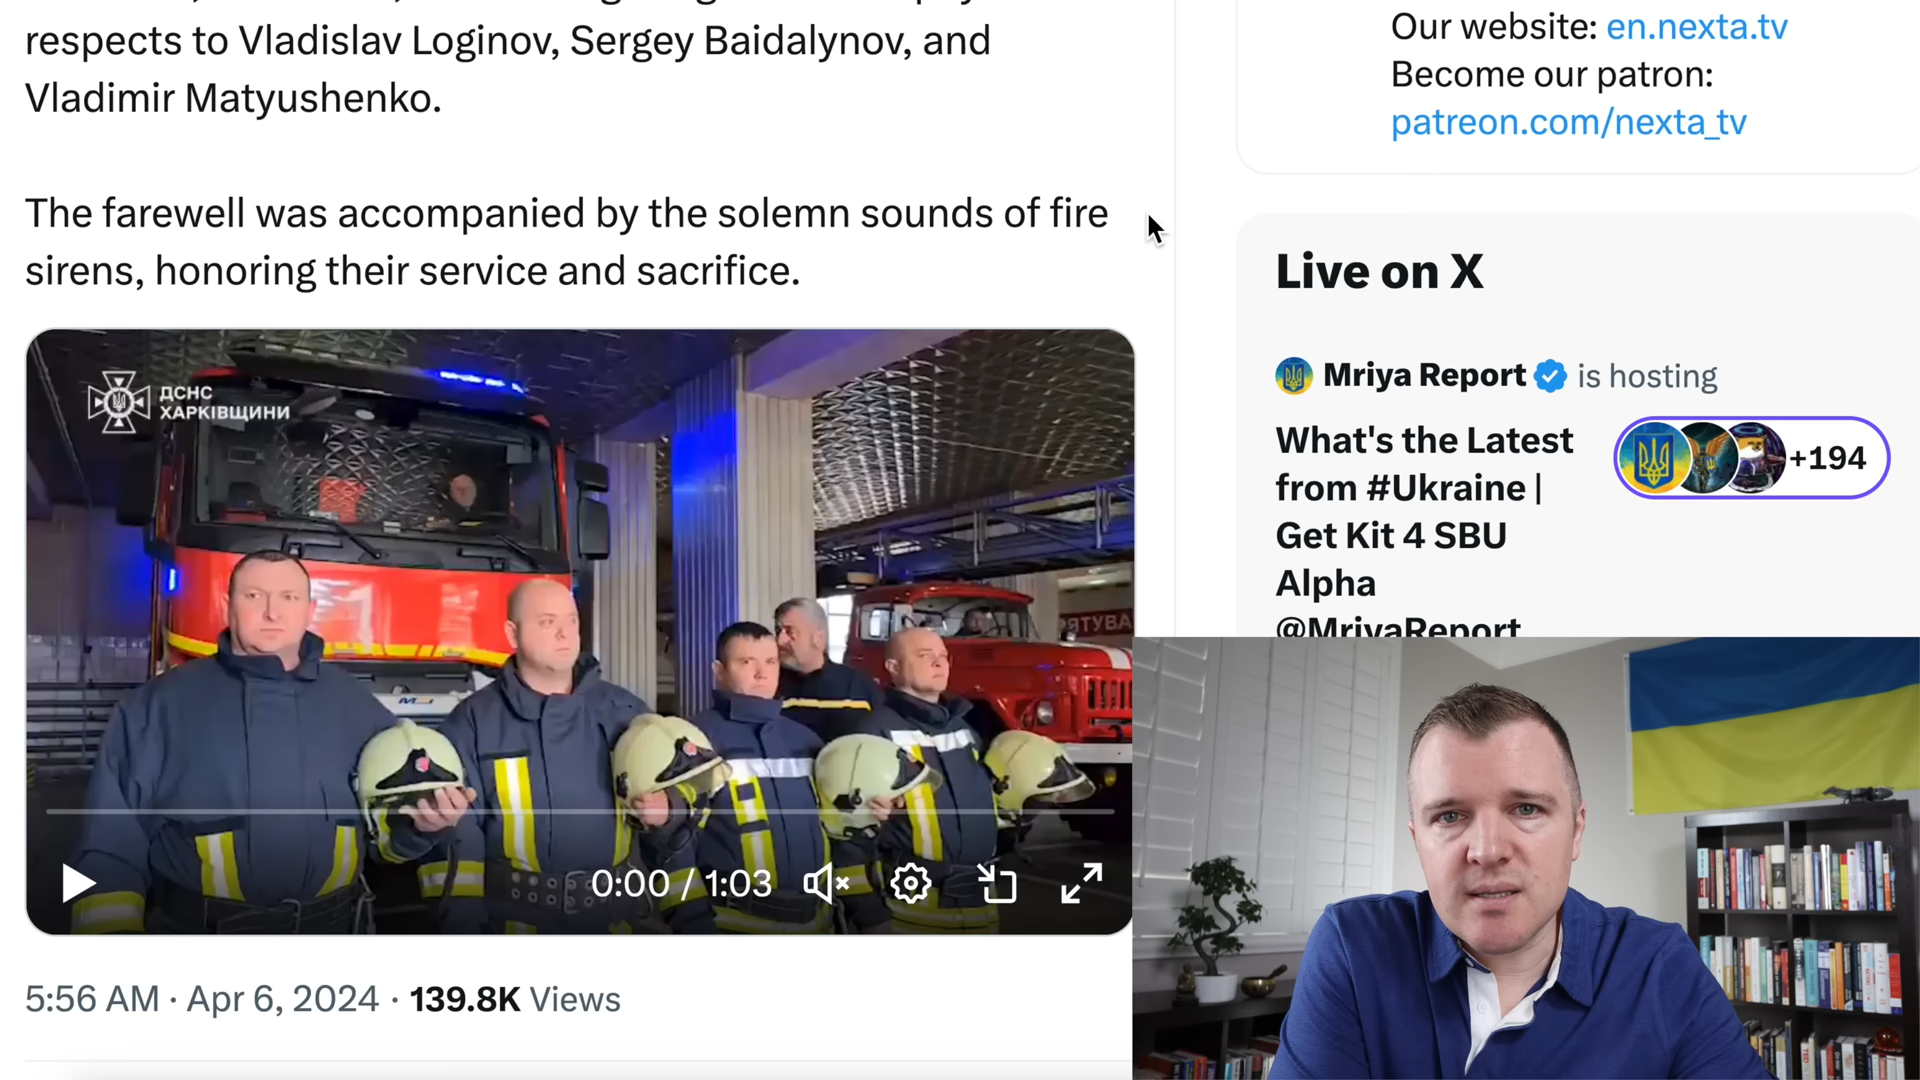 respects to Vladislav Loginov, Sergey Baidalynov, and
Vladimir Matyushenko.
The farewell was accompanied by the solemn sounds of fire
sirens, honoring their service and sacrifice.
ДСНС
ХАРКІВЩИНИ
РЯТУВА
0:00 / 1:03
5:56 AM · Apr 6, 2024 · 139.8K Views
Our website: en.nexta.tv
Become our patron:
patreon.com/nexta_tv
Live on X
Mriya Report is hosting
What's the Latest
from #Ukraine |
Get Kit 4 SBU
Alpha
@MriyaReport
+194